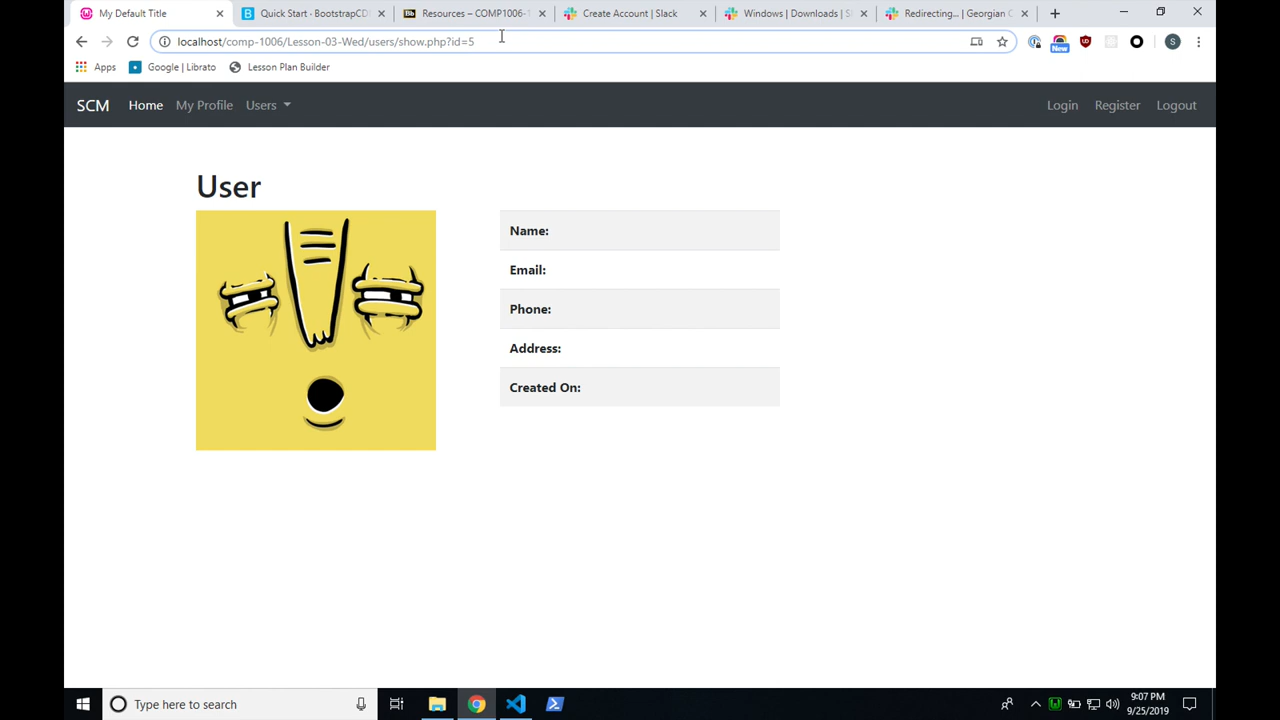 My Default Title
Quick Start · BootstrapCD
Resources – COMP1006-1
Create Account | Slack
Windows | Downloads | S
Redirecting... | Georgian C
localhost/comp-1006/Lesson-03-Wed/users/show.php?id=5
New
S
Apps
Google | Librato
Lesson Plan Builder
SCM
Home
My Profile
Users
Login
Register
Logout
User
Name:
Email:
Phone:
Address:
Created On:
Type here to search
9:07 PM
9/25/2019